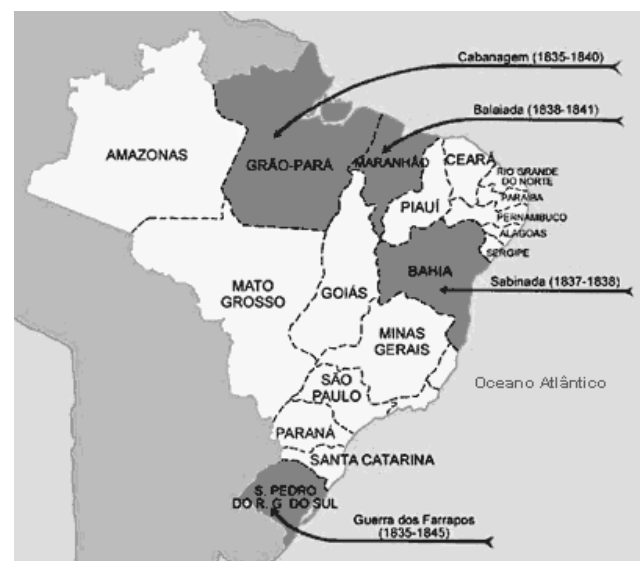 Cabanagem (1835-1840)
Balaiada (1838-1841)
AMAZONAS
GRÃO-PARÁ
MARANHÃO
CEARÁ
RIO GRANDE
DO NORTE
PARAÍBA
PIAUÍ
PERNAMBUCO
ALAGOAS
SERGIPE
BAHIA
Sabinada (1837-1838)
MATO
GROSSO
GOIÁS
MINAS
GERAIS
SÃO
PAULO
Oceano Atlântico
PARANÁ
SANTA CATARINA
S. PEDRO
DO R. G. DO SUL
Guerra dos Farrapos
(1835-1845)